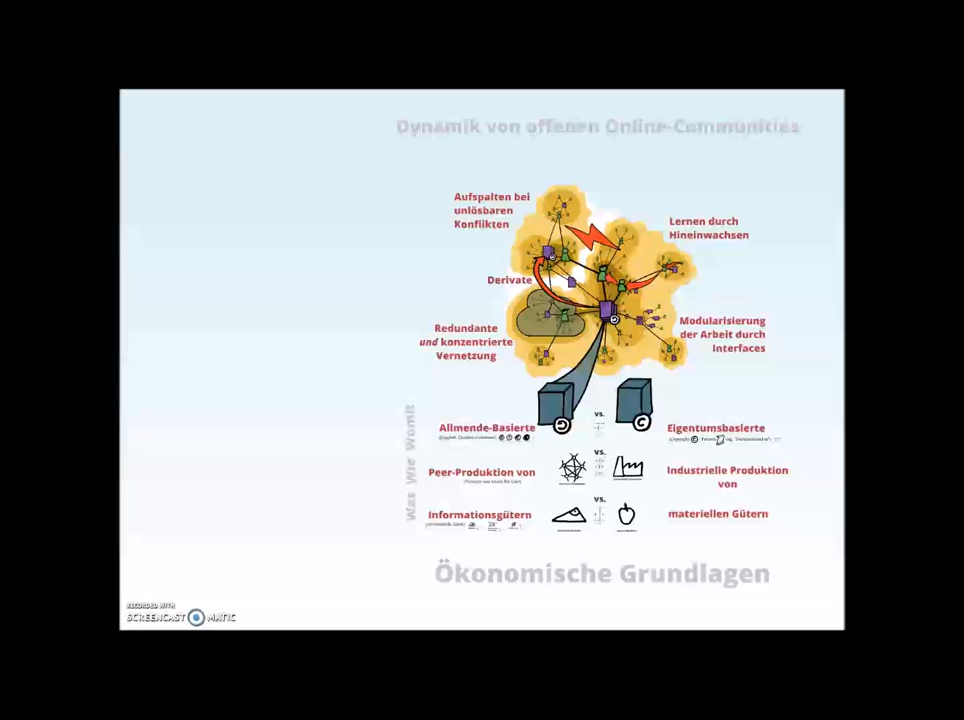 Dynamik von offenen Online-Communities
Aufspalten bei
unlösbaren
Konflikten
Lernen durch
Hineinwachsen
Derivate
Redundante
und konzentrierte
Vernetzung
Modularisierung
der Arbeit durch
Interfaces
vs.
Allmende-Basierte
Eigentumsbasierte
vs.
Peer-Produktion von
Industrielle Produktion
von
vs.
Informationsgütern
materiellen Gütern
Was Wie Womit
Ökonomische Grundlagen
RECORDED WITH
SCREENCAST MATIC